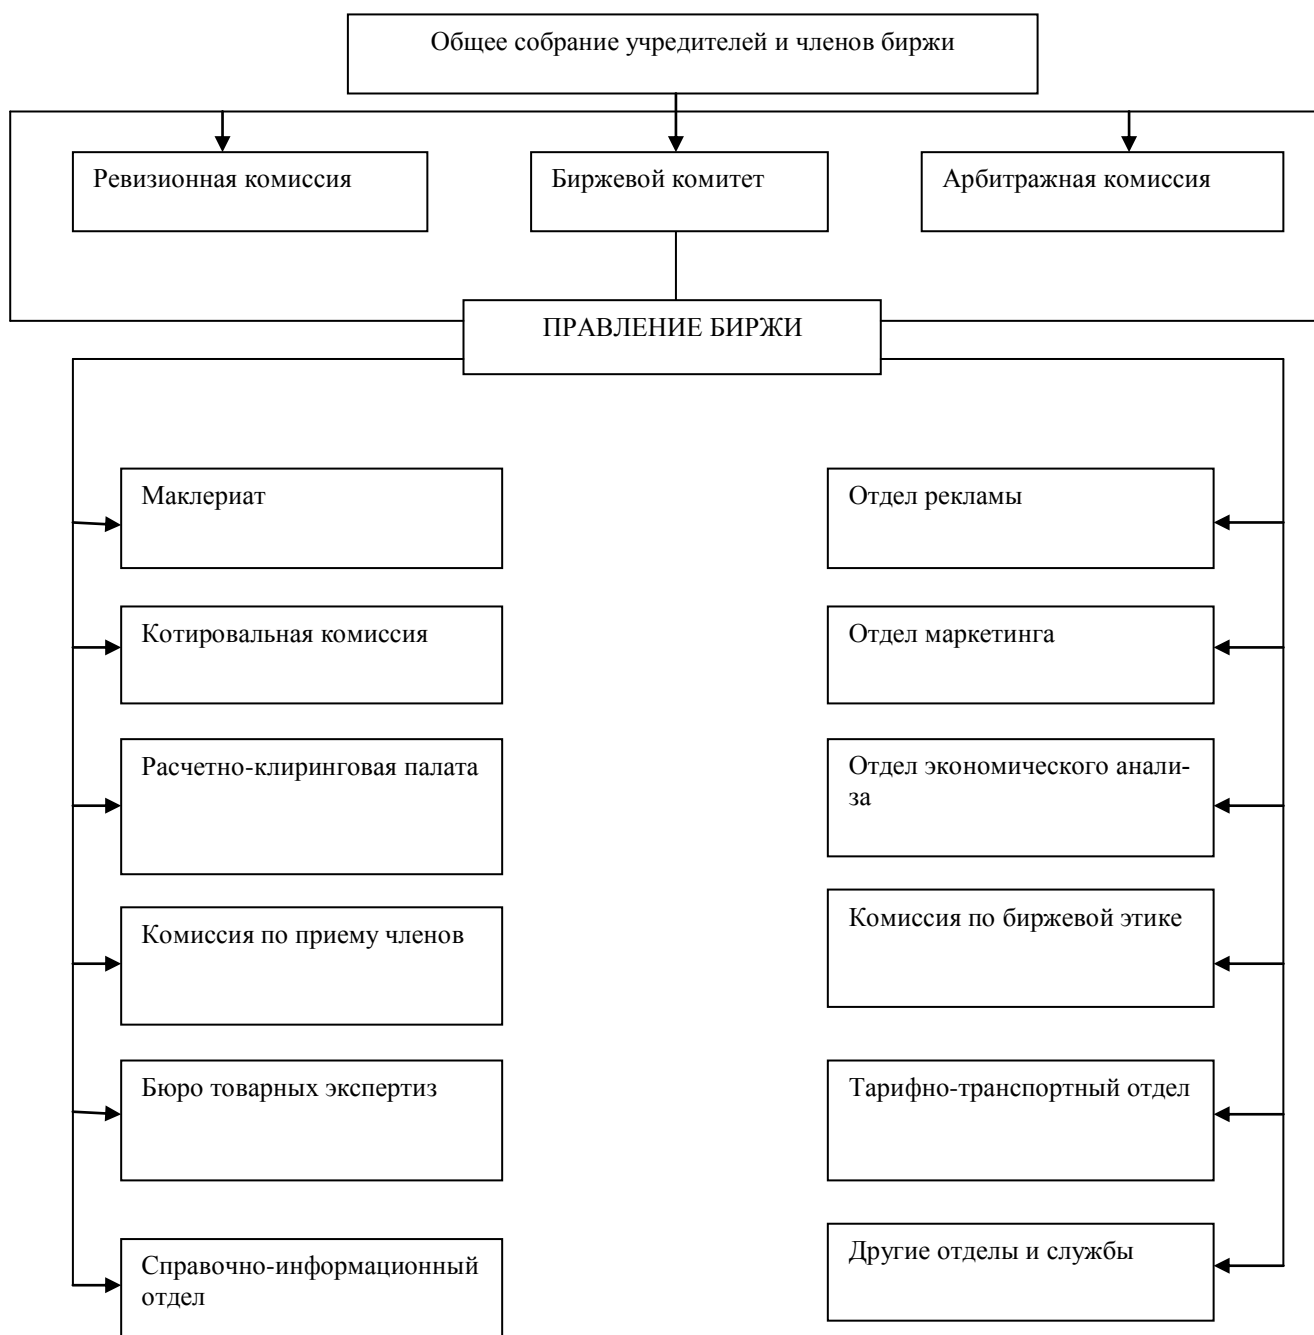 Общее собрание учредителей и членов биржи
Ревизионная комиссия
Биржевой комитет
Арбитражная комиссия
ПРАВЛЕНИЕ БИРЖИ
Маклериат
Отдел рекламы
Котировальная комиссия
Отдел маркетинга
Расчетно-клиринговая палата
Отдел экономического анали-
за
Комиссия по приему членов
Комиссия по биржевой этике
Бюро товарных экспертиз
Тарифно-транспортный отдел
Справочно-информационный
отдел
Другие отделы и службы